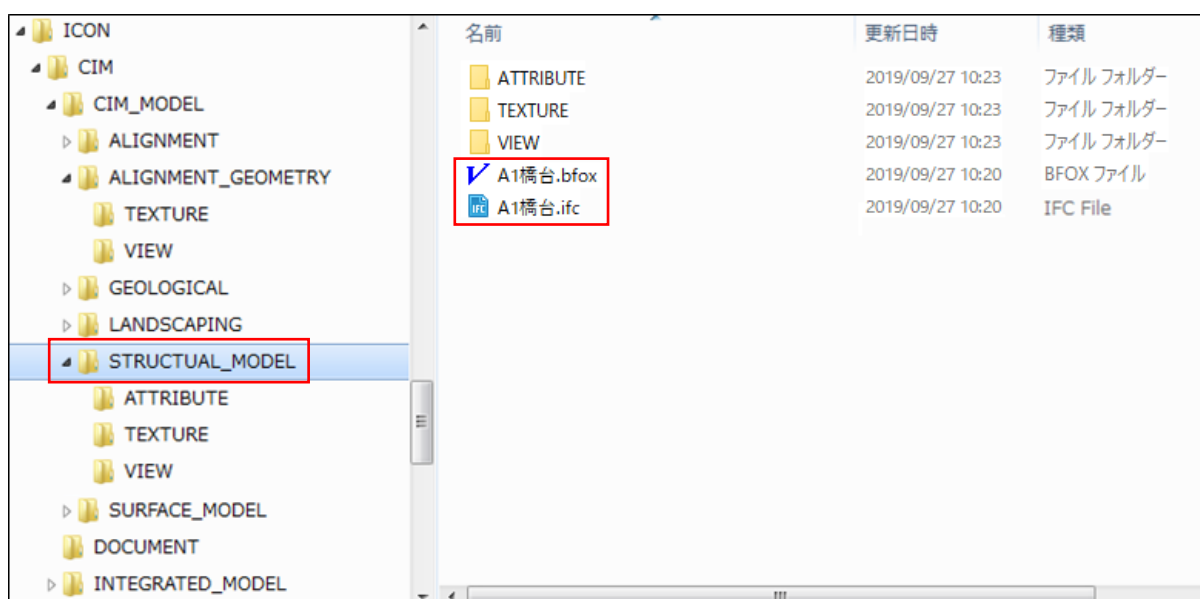 ICON
CIM
CIM_MODEL
ALIGNMENT
ALIGNMENT_GEOMETRY
TEXTURE
VIEW
GEOLOGICAL
LANDSCAPING
STRUCTUAL_MODEL
ATTRIBUTE
TEXTURE
VIEW
SURFACE_MODEL
DOCUMENT
INTEGRATED_MODEL
名前 更新日時 種類
ATTRIBUTE 2019/09/27 10:23 ファイル フォルダー
TEXTURE 2019/09/27 10:23 ファイル フォルダー
VIEW 2019/09/27 10:23 ファイル フォルダー
V A1橋台.bfox 2019/09/27 10:20 BFOX ファイル
IFC A1橋台.ifc 2019/09/27 10:20 IFC File